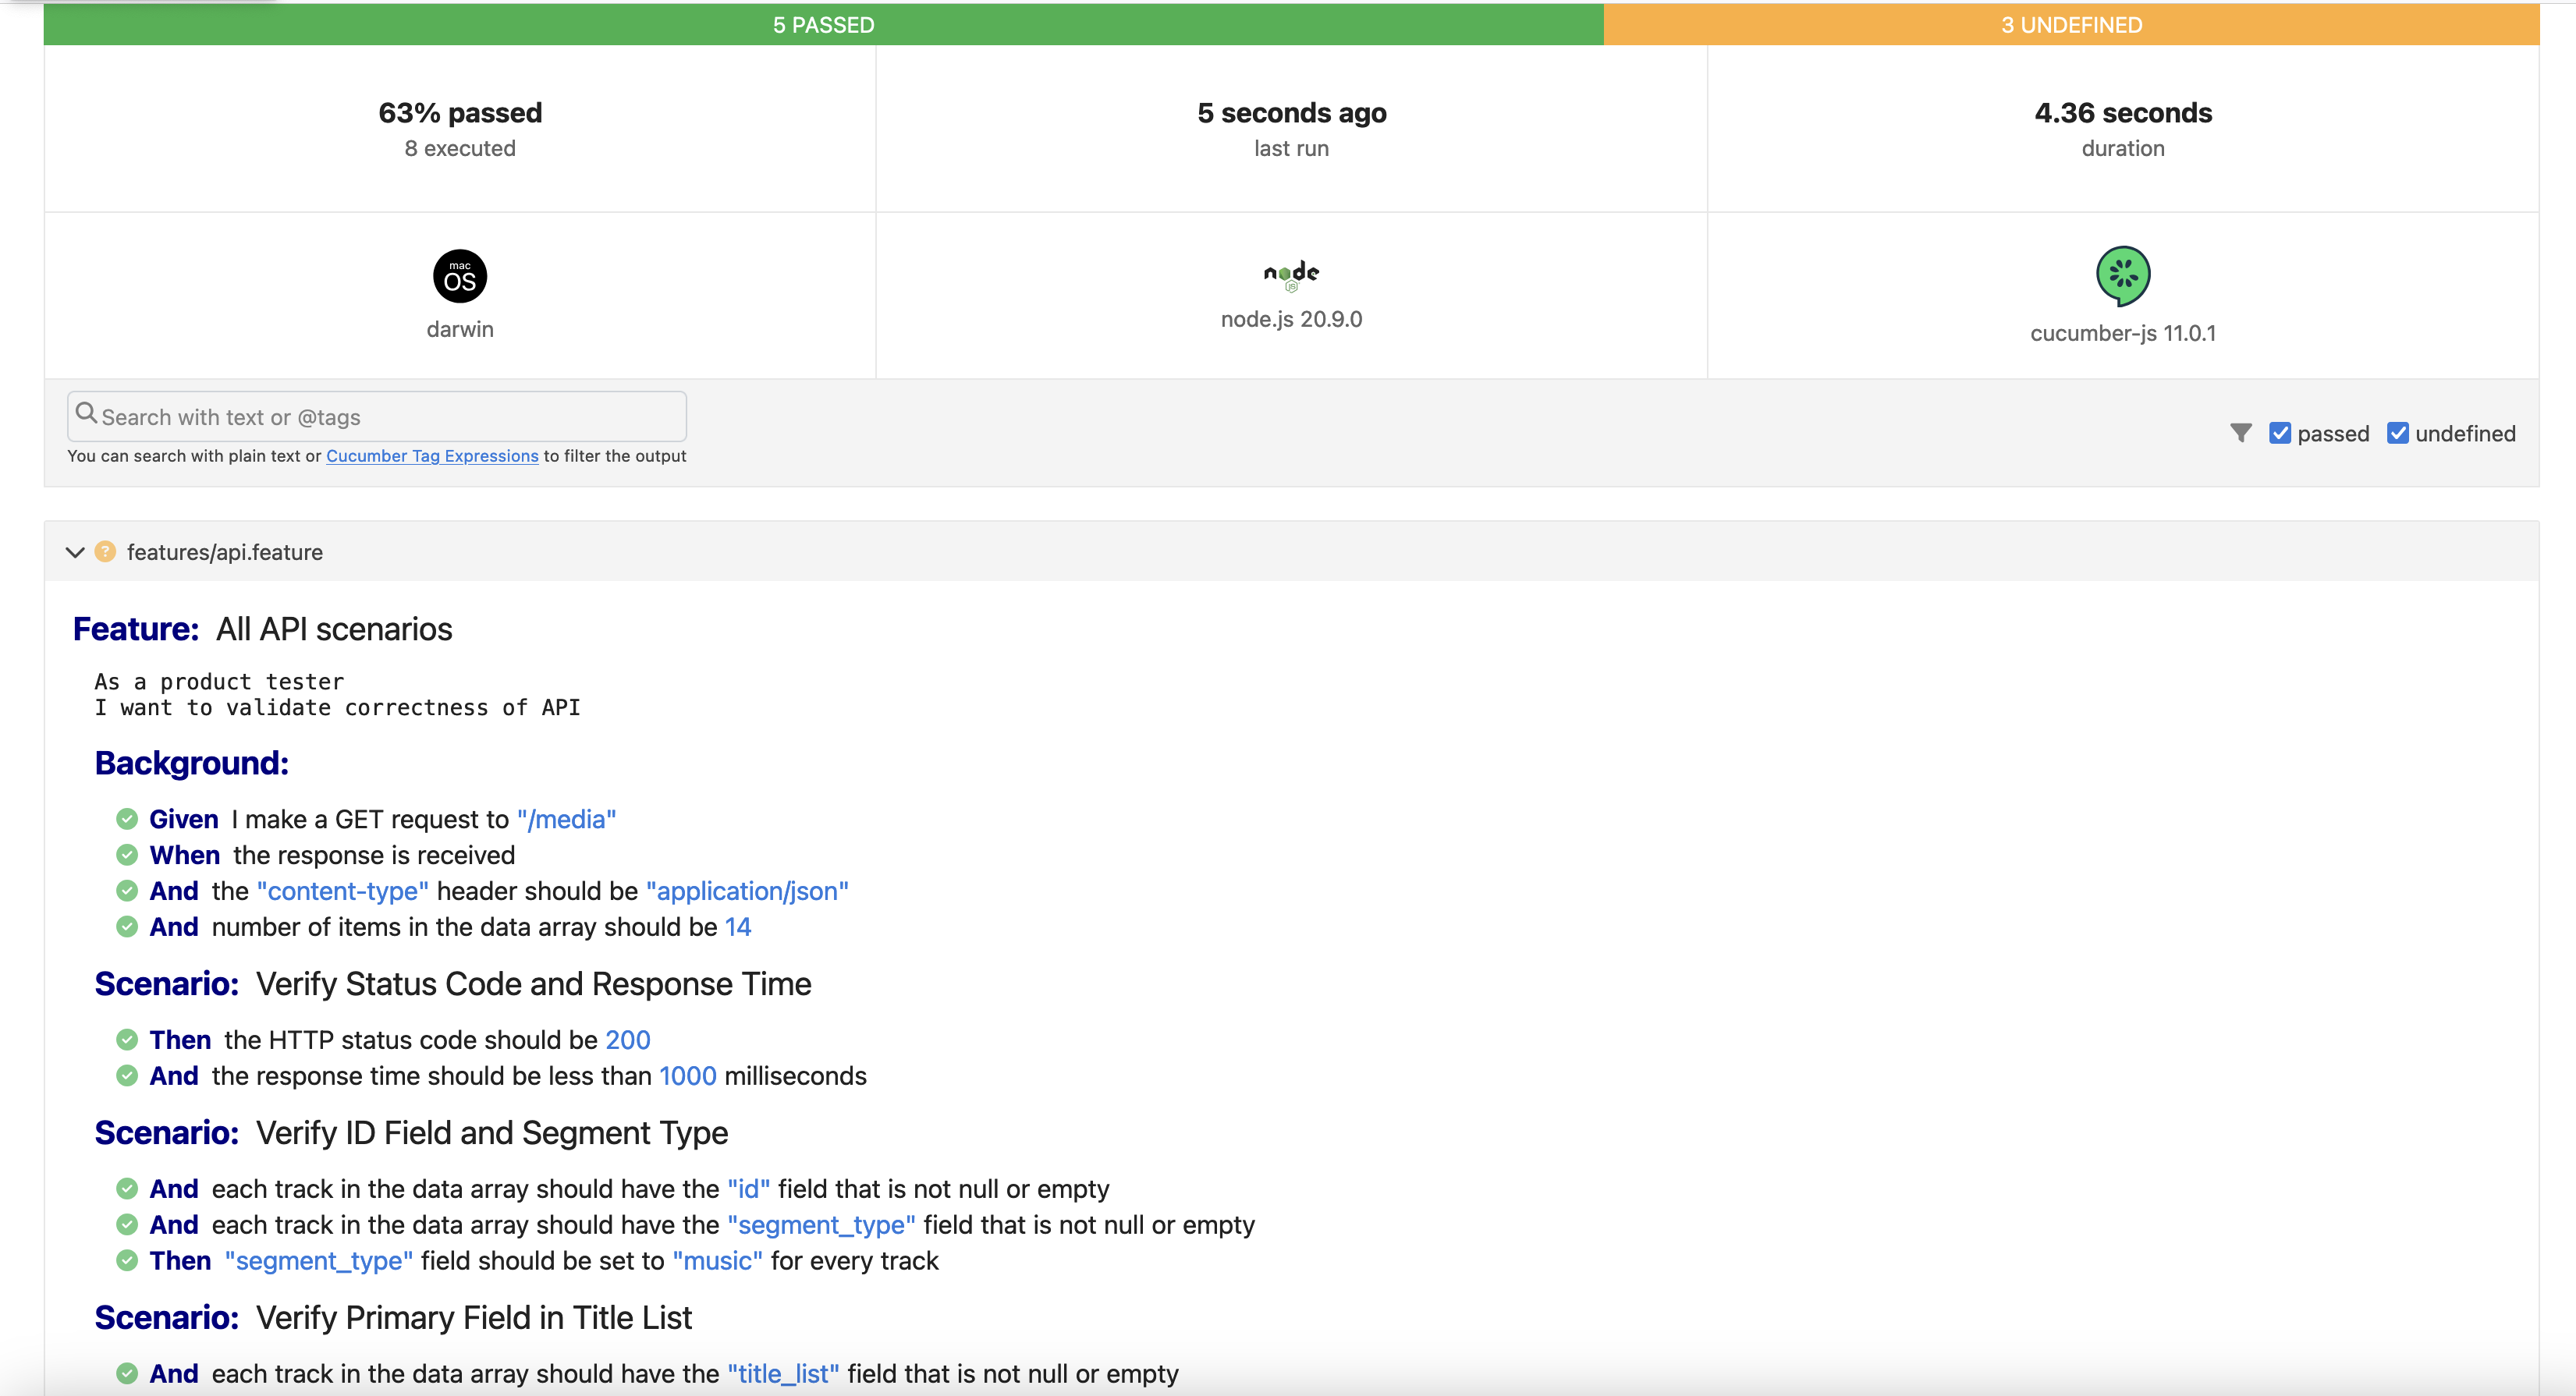 5 PASSED
3 UNDEFINED
63% passed
8 executed
5 seconds ago
last run
4.36 seconds
duration
mac
OS
darwin
node
JS
node.js 20.9.0
cucumber-js 11.0.1
Search with text or @tags
You can search with plain text or Cucumber Tag Expressions to filter the output
passed
undefined
? features/api.feature
Feature: All API scenarios
As a product tester
I want to validate correctness of API
Background:
Given I make a GET request to "/media"
When the response is received
And the "content-type" header should be "application/json"
And number of items in the data array should be 14
Scenario: Verify Status Code and Response Time
Then the HTTP status code should be 200
And the response time should be less than 1000 milliseconds
Scenario: Verify ID Field and Segment Type
And each track in the data array should have the "id" field that is not null or empty
And each track in the data array should have the "segment_type" field that is not null or empty
Then "segment_type" field should be set to "music" for every track
Scenario: Verify Primary Field in Title List
And each track in the data array should have the "title_list" field that is not null or empty